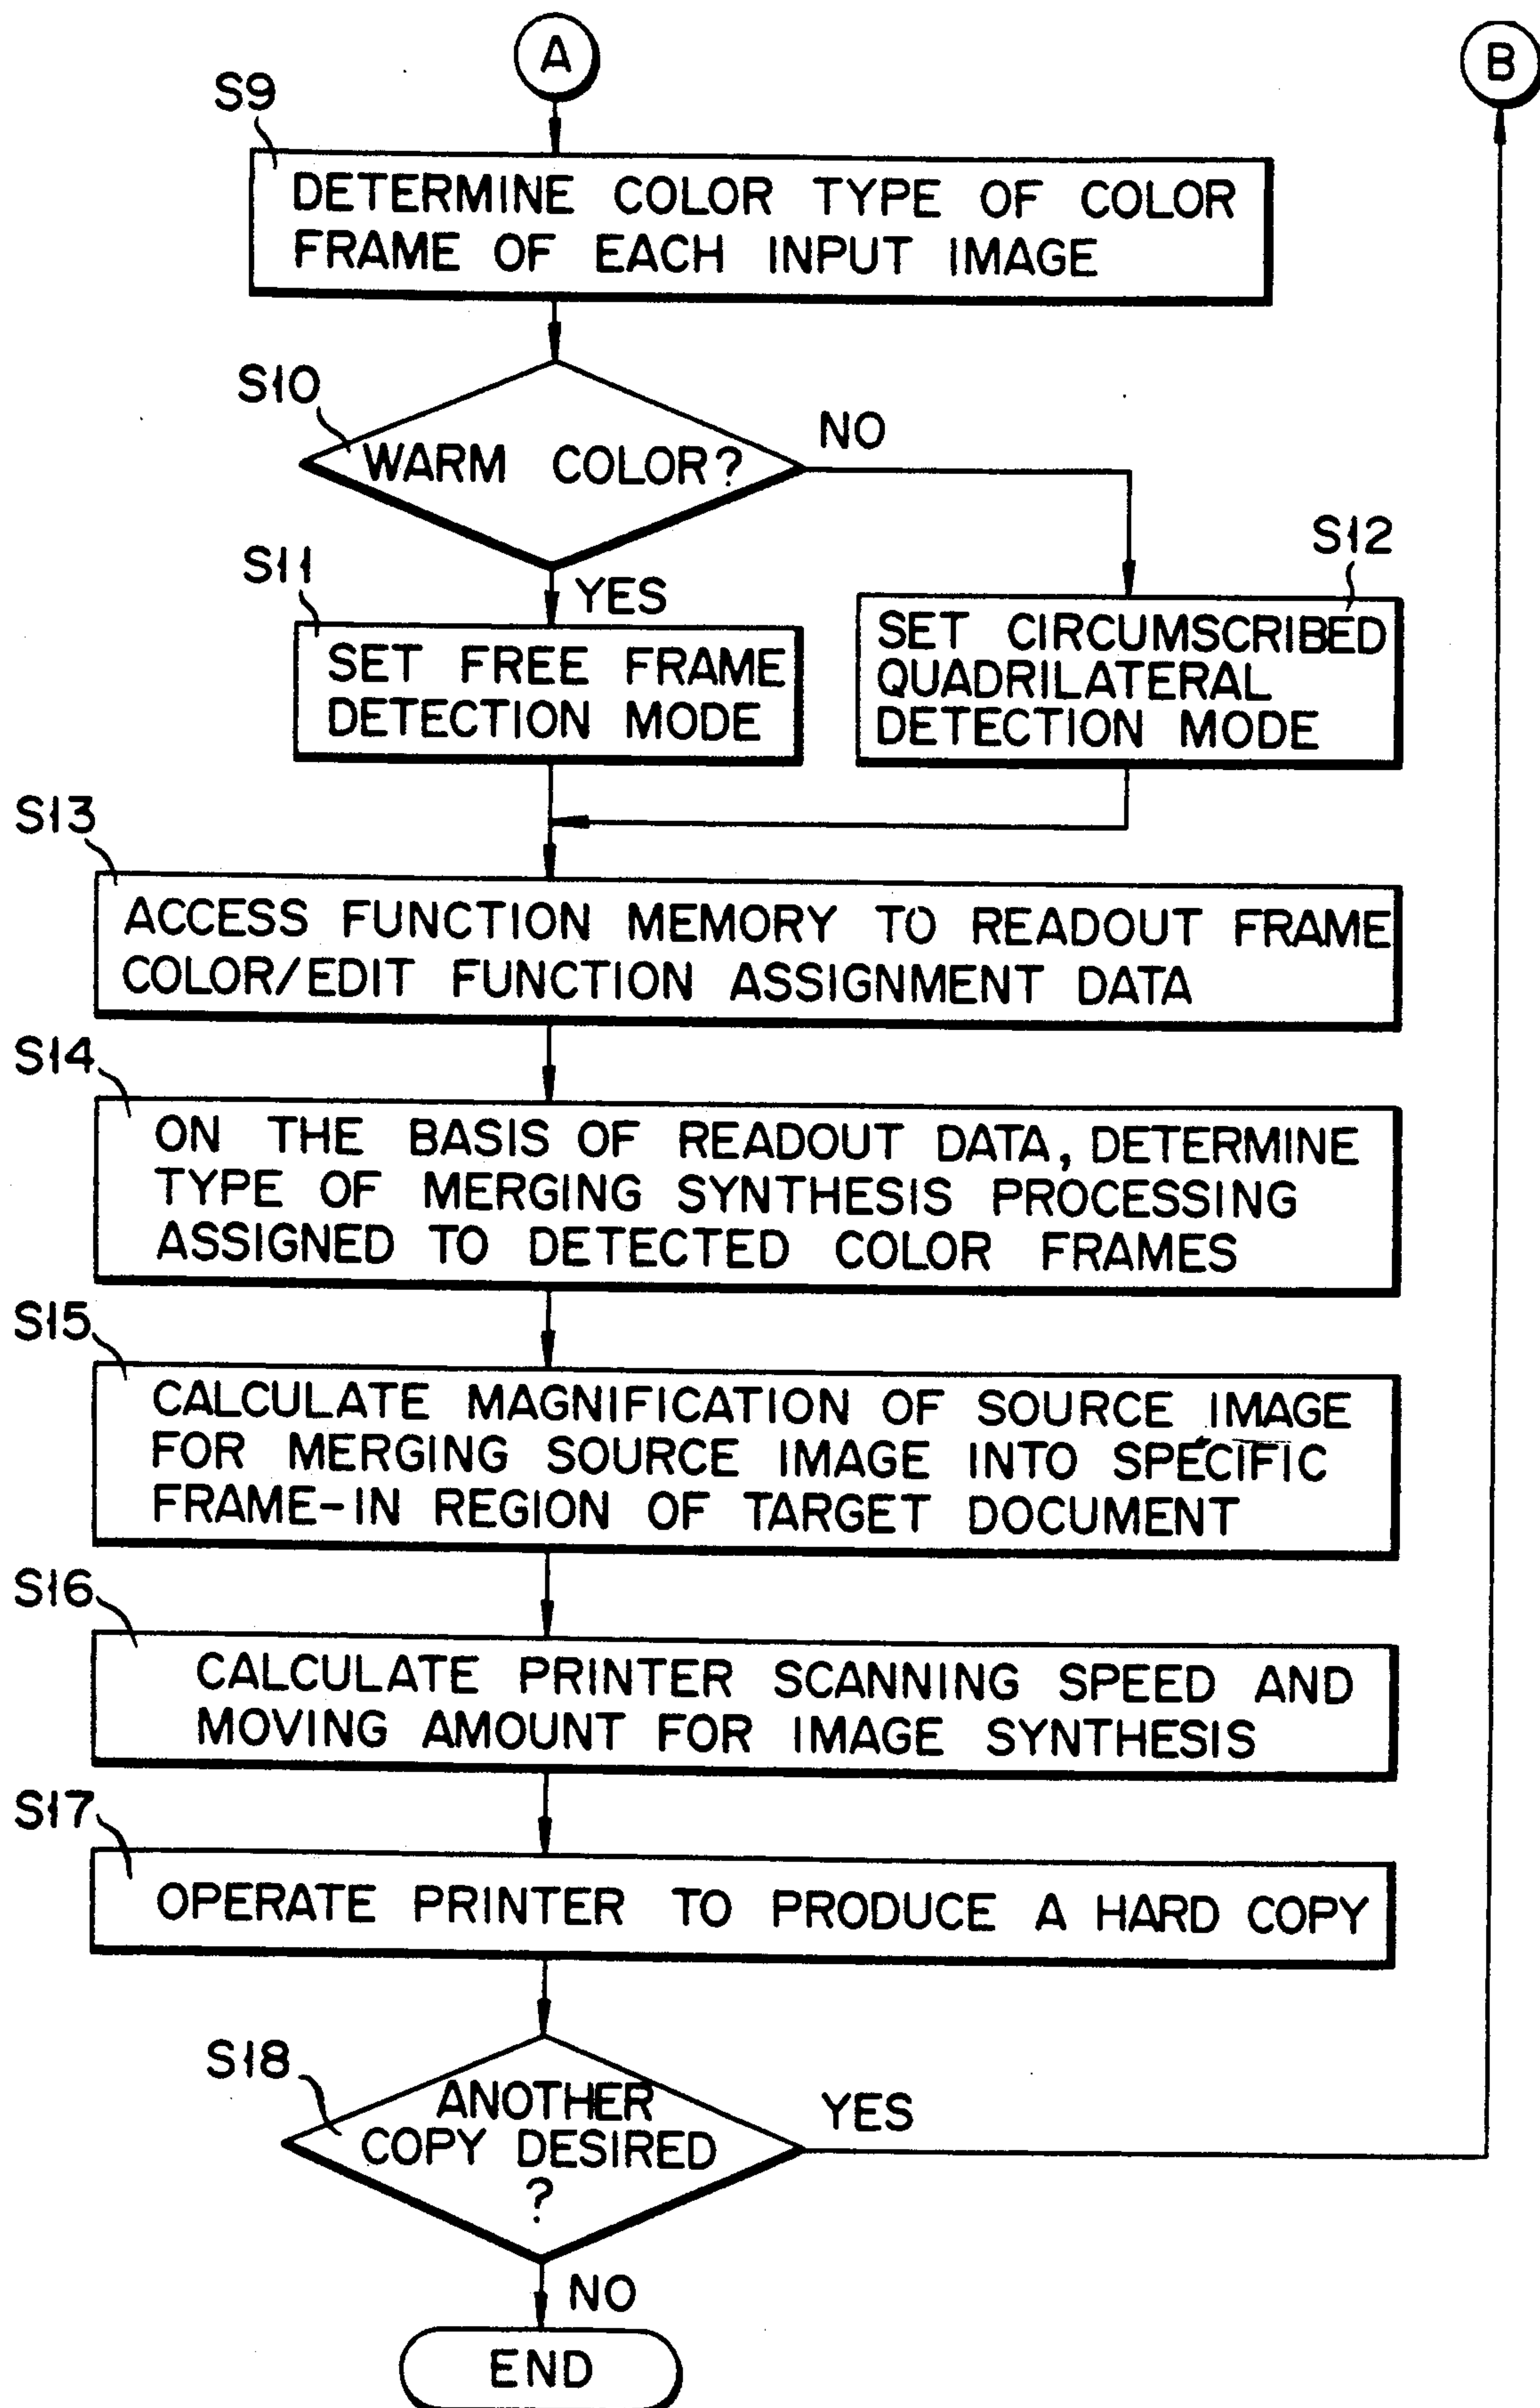 A
B
S9
DETERMINE COLOR TYPE OF COLOR
FRAME OF EACH INPUT IMAGE
S10
WARM COLOR?
NO
S11
YES
S12
SET FREE FRAME
DETECTION MODE
SET CIRCUMSCRIBED
QUADRILATERAL
DETECTION MODE
S13
ACCESS FUNCTION MEMORY TO READOUT FRAME
COLOR/EDIT FUNCTION ASSIGNMENT DATA
S14
ON THE BASIS OF READOUT DATA, DETERMINE
TYPE OF MERGING SYNTHESIS PROCESSING
ASSIGNED TO DETECTED COLOR FRAMES
S15
CALCULATE MAGNIFICATION OF SOURCE IMAGE
FOR MERGING SOURCE IMAGE INTO SPECIFIC
FRAME-IN REGION OF TARGET DOCUMENT
S16
CALCULATE PRINTER SCANNING SPEED AND
MOVING AMOUNT FOR IMAGE SYNTHESIS
S17
OPERATE PRINTER TO PRODUCE A HARD COPY
S18
ANOTHER
COPY DESIRED
?
YES
NO
END